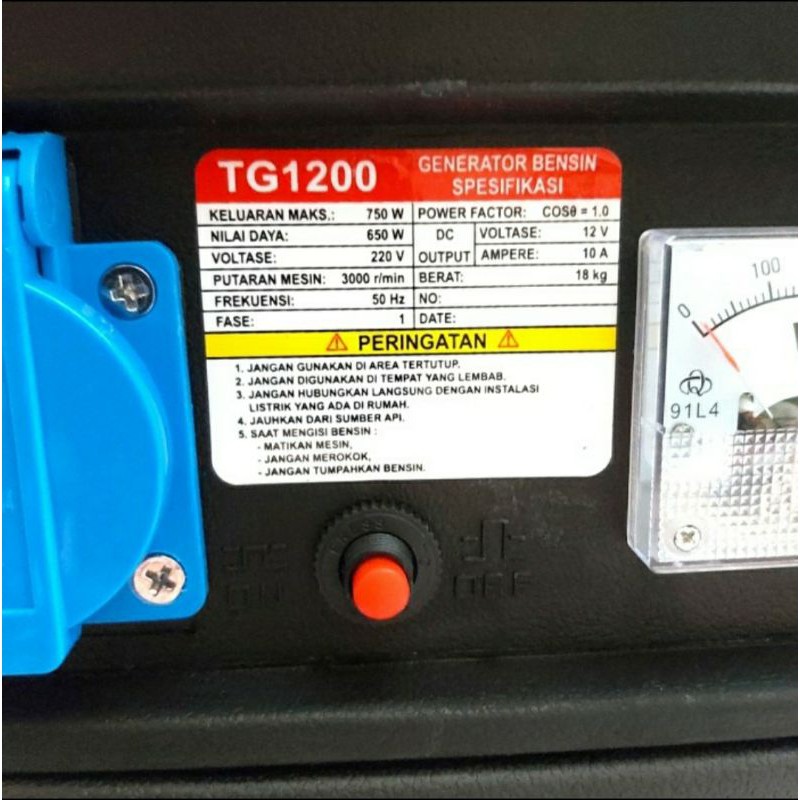 TG1200
GENERATOR BENSIN
SPESIFIKASI
KELUARAN MAKS.: 750 W
POWER FACTOR: COSθ = 1.0
NILAI DAYA: 650 W
DC OUTPUT
VOLTASE: 12 V
VOLTASE: 220 V
AMPERE: 10 A
PUTARAN MESIN: 3000 r/min
BERAT: 18 kg
FREKUENSI: 50 Hz
NO:
FASE: 1
DATE:
PERINGATAN
1. JANGAN GUNAKAN DI AREA TERTUTUP.
2. JANGAN DIGUNAKAN DI TEMPAT YANG LEMBAB.
3. JANGAN HUBUNGKAN LANGSUNG DENGAN INSTALASI
LISTRIK YANG ADA DI RUMAH.
4. JAUHKAN DARI SUMBER API.
5. SAAT MENGISI BENSIN :
- MATIKAN MESIN,
- JANGAN MEROKOK,
- JANGAN TUMPAHKAN BENSIN.
0 100
91L4
PRESS
ON
OFF